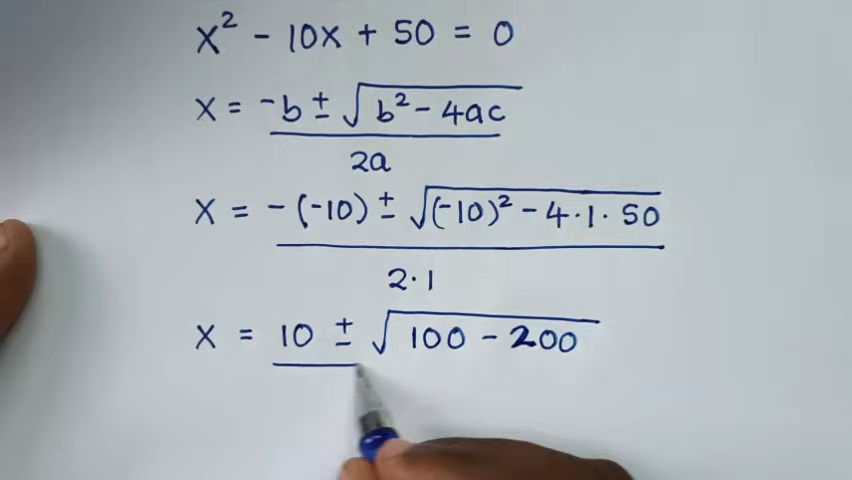 x² - 10x + 50 = 0
x = -b ± √b² - 4ac
2a
x = -(-10) ± √(-10)² - 4·1·50
2·1
x = 10 ± √100 - 200